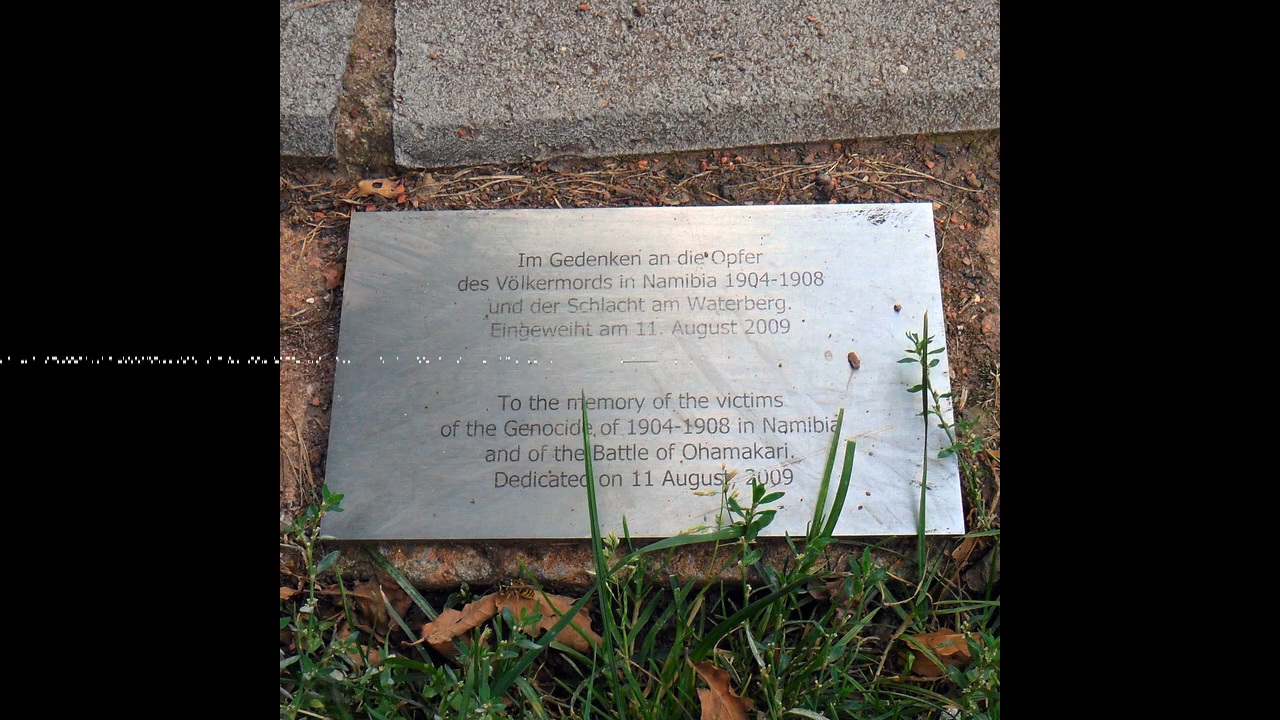 Im Gedenken an die Opfer
des Völkermords in Namibia 1904-1908
und der Schlacht am Waterberg.
Eingeweiht am 11. August 2009
To the memory of the victims
of the Genocide of 1904-1908 in Namibia
and of the Battle of Ohamakari.
Dedicated on 11 August 2009